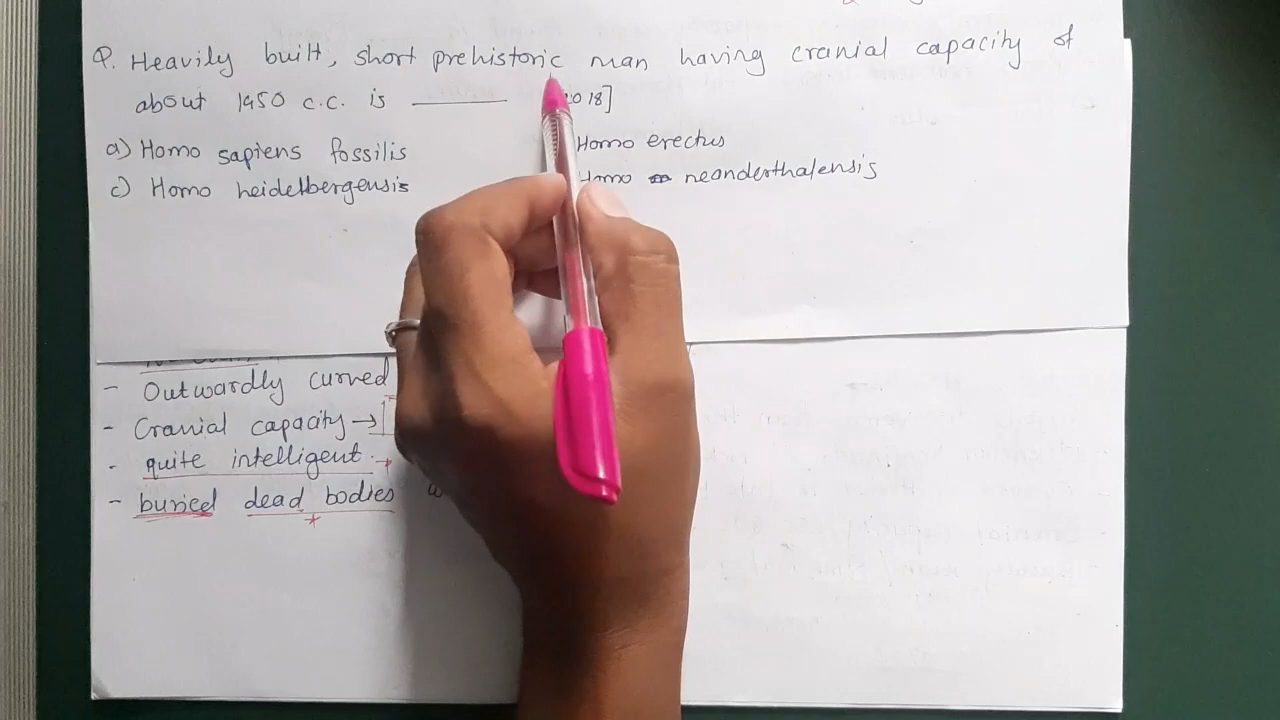 Q. Heavily built, short prehistoric man having cranial capacity of
about 1450 c.c. is ______ 2018]
a) Homo sapiens fossilis Homo erectus
c) Homo heidelbergensis Homo neanderthalensis
- Outwardly curved
- Cranial capacity →
- quite intelligent.
- buried dead bodies